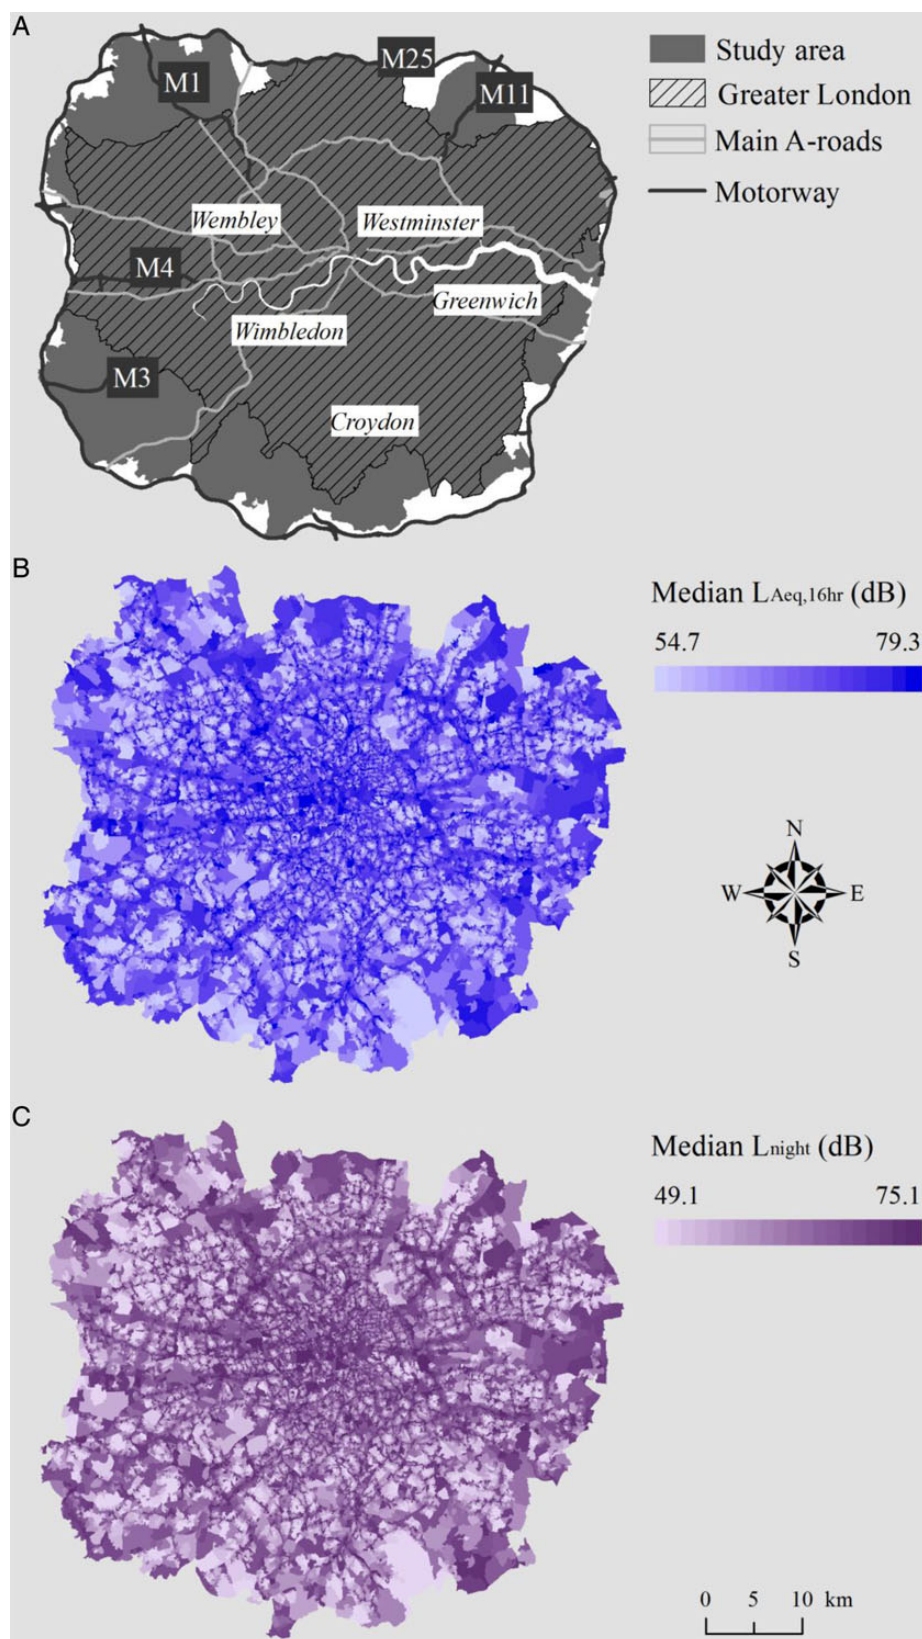 A
M1
M25
M11
Study area
Greater London
Main A-roads
Motorway
Wembley
Westminster
M4
Greenwich
Wimbledon
M3
Croydon
B
Median LAeq,16hr (dB)
54.7 79.3
N
W E
S
C
Median Lnight (dB)
49.1 75.1
0 5 10 km